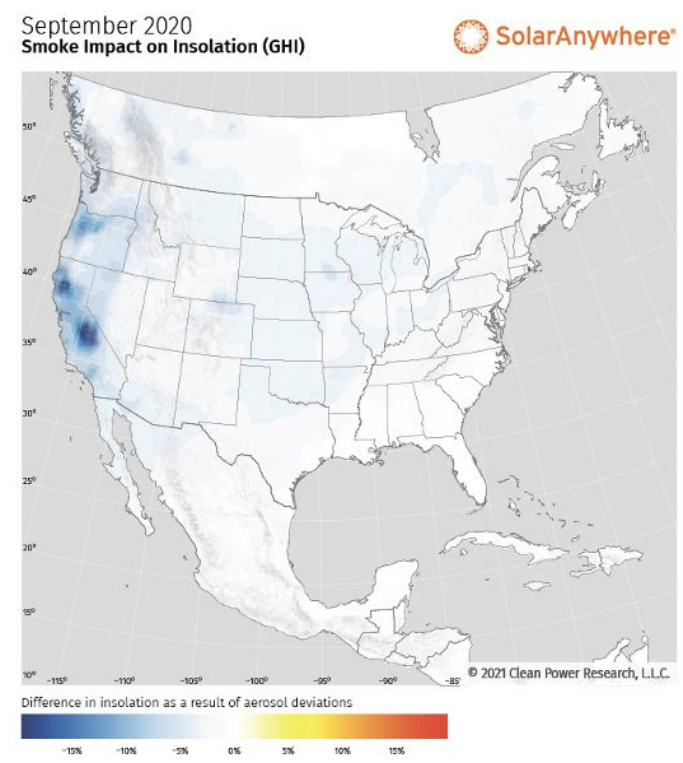 September 2020
Smoke Impact on Insolation (GHI)
SolarAnywhere®
50°
45°
40°
35°
30°
25°
20°
15°
10°
-115° -110° -105° -100° -95° -90° -85°
© 2021 Clean Power Research, L.L.C.
Difference in insolation as a result of aerosol deviations
-15% -10% -5% 0% 5% 10% 15%